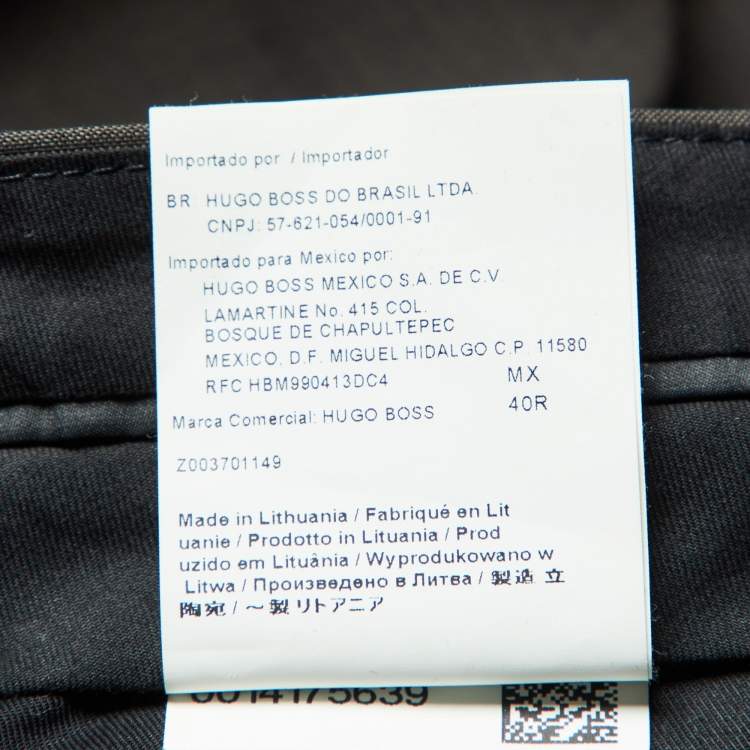 Importado por / Importador
BR: HUGO BOSS DO BRASIL LTDA.
CNPJ: 57-621-054/0001-91
Importado para Mexico por:
HUGO BOSS MEXICO S.A. DE C.V
LAMARTINE No. 415 COL.
BOSQUE DE CHAPULTEPEC
MEXICO, D.F. MIGUEL HIDALGO C.P. 11580
RFC HBM990413DC4 MX
Marca Comercial: HUGO BOSS 40R
Z003701149
Made in Lithuania / Fabriqué en Lit
uanie / Prodotto in Lituania / Prod
uzido em Lituânia / Wyprodukowano w
Litwa / Произведено в Литва / 製造 立
陶宛 / ～製リトアニア
0014175639